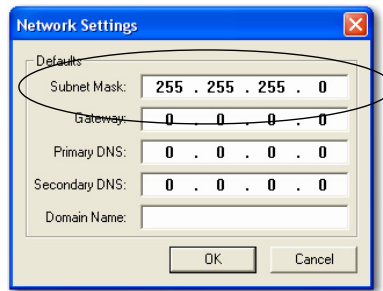 Network Settings
Defaults
Subnet Mask: 255 . 255 . 255 . 0
Gateway: 0 . 0 . 0 . 0
Primary DNS: 0 . 0 . 0 . 0
Secondary DNS: 0 . 0 . 0 . 0
Domain Name:
OK Cancel